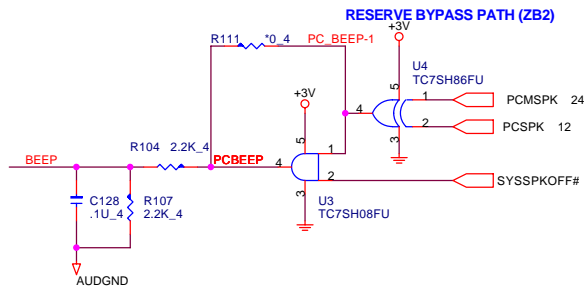 RESERVE BYPASS PATH (ZB2)
R111 *0_4 PC_BEEP-1
+3V
U4
TC7SH86FU
+3V
5
4
1 PCMSPK 24
2 PCSPK 12
3
5
R104 2.2K_4 PCBEEP 4
1
BEEP
2 SYSSPKOFF#
3
U3
TC7SH08FU
C128
.1U_4
R107
2.2K_4
AUDGND